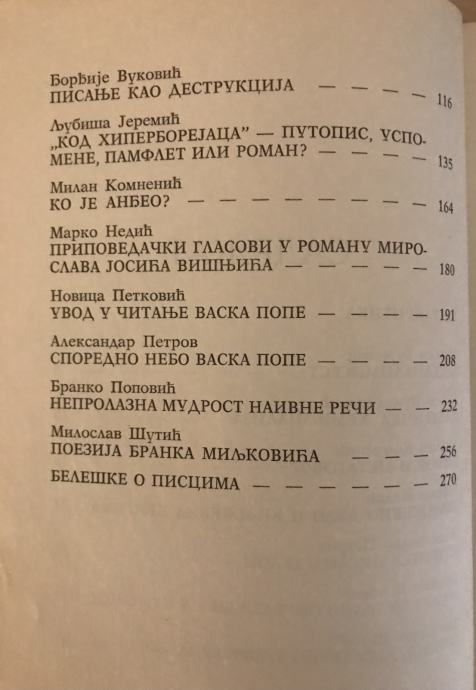 Ђорђије Вуковић
ПИСАЊЕ КАО ДЕСТРУКЦИЈА — — — — 116
Љубиша Јеремић
„КОД ХИПЕРБОРЕЈАЦА” — ПУТОПИС, УСПО-
МЕНЕ, ПАМФЛЕТ ИЛИ РОМАН? — — — — 135
Милан Комненић
КО ЈЕ АНЂЕО? — — — — — — — — — 164
Марко Недић
ПРИПОВЕДАЧКИ ГЛАСОВИ У РОМАНУ МИРО-
СЛАВА ЈОСИЋА ВИШЊИЋА — — — — — 180
Новица Петковић
УВОД У ЧИТАЊЕ ВАСКА ПОПЕ — — — — 191
Александар Петров
СПОРЕДНО НЕБО ВАСКА ПОПЕ — — — — 208
Бранко Поповић
НЕПРОЛАЗНА МУДРОСТ НАИВНЕ РЕЧИ — — 232
Милослав Шутић
ПОЕЗИЈА БРАНКА МИЉКОВИЋА — — — 256
БЕЛЕШКЕ О ПИСЦИМА — — — — — — 270